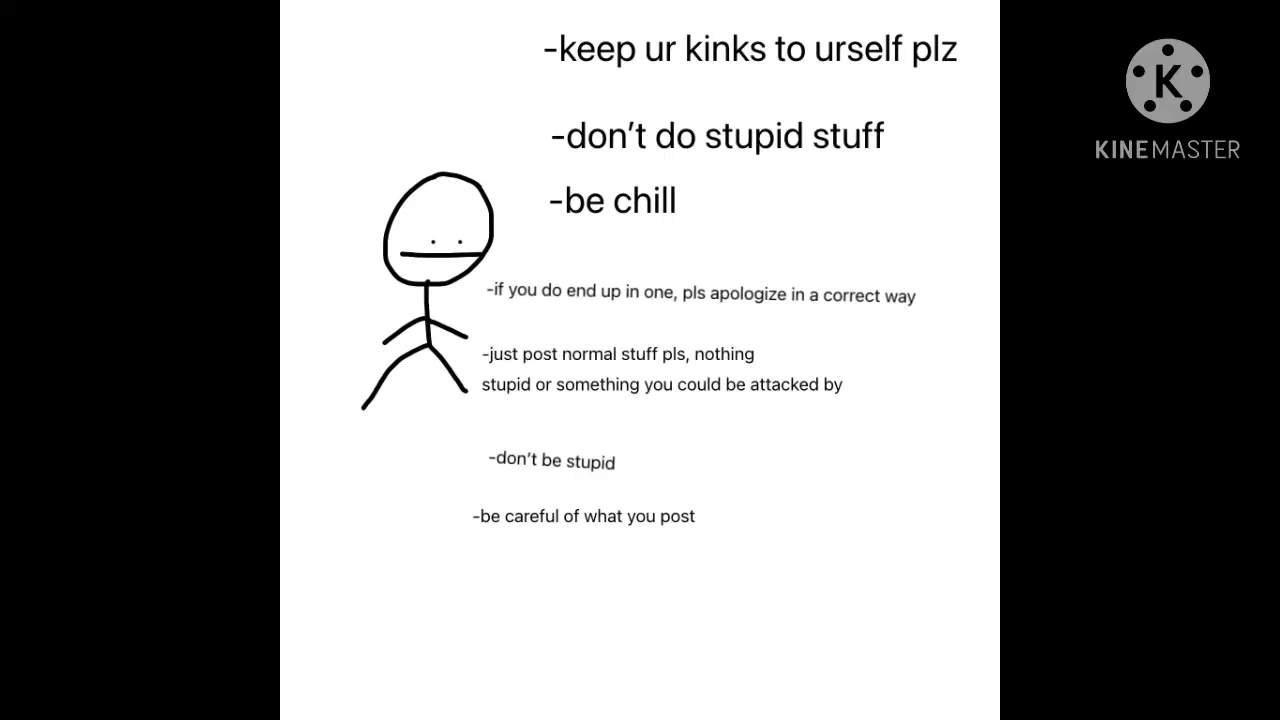 -keep ur kinks to urself plz
-don’t do stupid stuff
-be chill
-if you do end up in one, pls apologize in a correct way
-just post normal stuff pls, nothing
stupid or something you could be attacked by
-don’t be stupid
-be careful of what you post
K
KINEMASTER